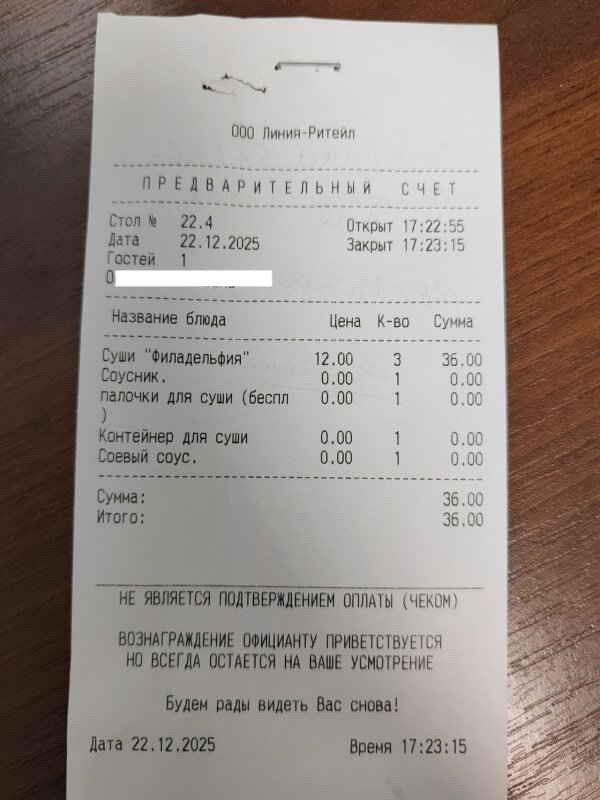 ООО Линия-Ритейл
ПРЕДВАРИТЕЛЬНЫЙ СЧЕТ
Стол № 22.4 Открыт 17:22:55
Дата 22.12.2025 Закрыт 17:23:15
Гостей 1
Название блюда Цена К-во Сумма
Суши "Филадельфия" 12.00 3 36.00
Соусник. 0.00 1 0.00
палочки для суши (беспл 0.00 1 0.00
)
Контейнер для суши 0.00 1 0.00
Соевый соус. 0.00 1 0.00
Сумма: 36.00
Итого: 36.00
НЕ ЯВЛЯЕТСЯ ПОДТВЕРЖДЕНИЕМ ОПЛАТЫ (ЧЕКОМ)
ВОЗНАГРАЖДЕНИЕ ОФИЦИАНТУ ПРИВЕТСТВУЕТСЯ
НО ВСЕГДА ОСТАЕТСЯ НА ВАШЕ УСМОТРЕНИЕ
Будем рады видеть Вас снова!
Дата 22.12.2025 Время 17:23:15